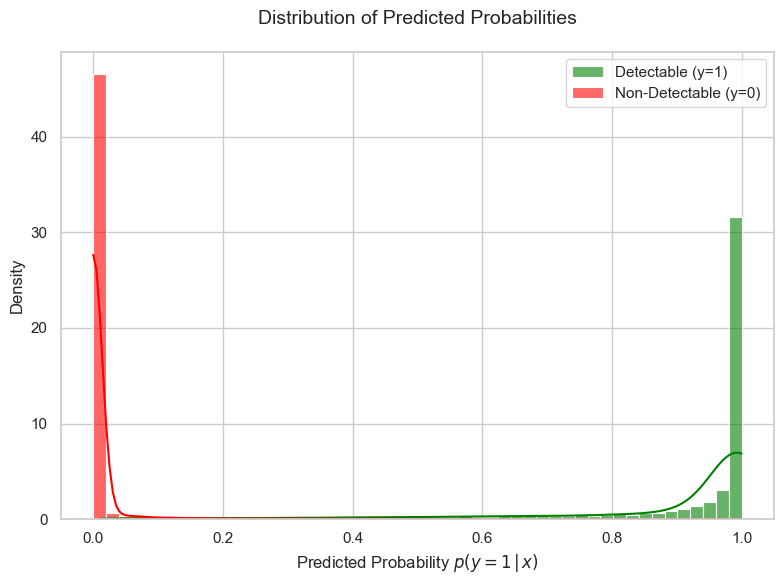 Distribution of Predicted Probabilities
Detectable (y=1)
Non-Detectable (y=0)
Density
40
30
20
10
0
0.0 0.2 0.4 0.6 0.8 1.0
Predicted Probability p(y = 1 | x)